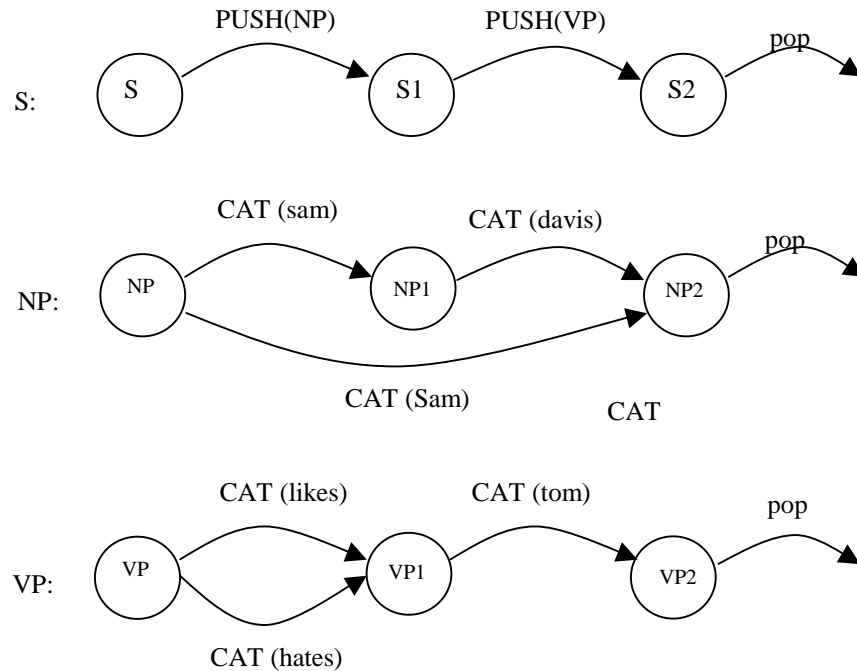 PUSH(NP) PUSH(VP) pop
S: S S1 S2
CAT (sam) CAT (davis) pop
NP: NP NP1 NP2
CAT (Sam) CAT
CAT (likes) CAT (tom) pop
VP: VP VP1 VP2
CAT (hates)